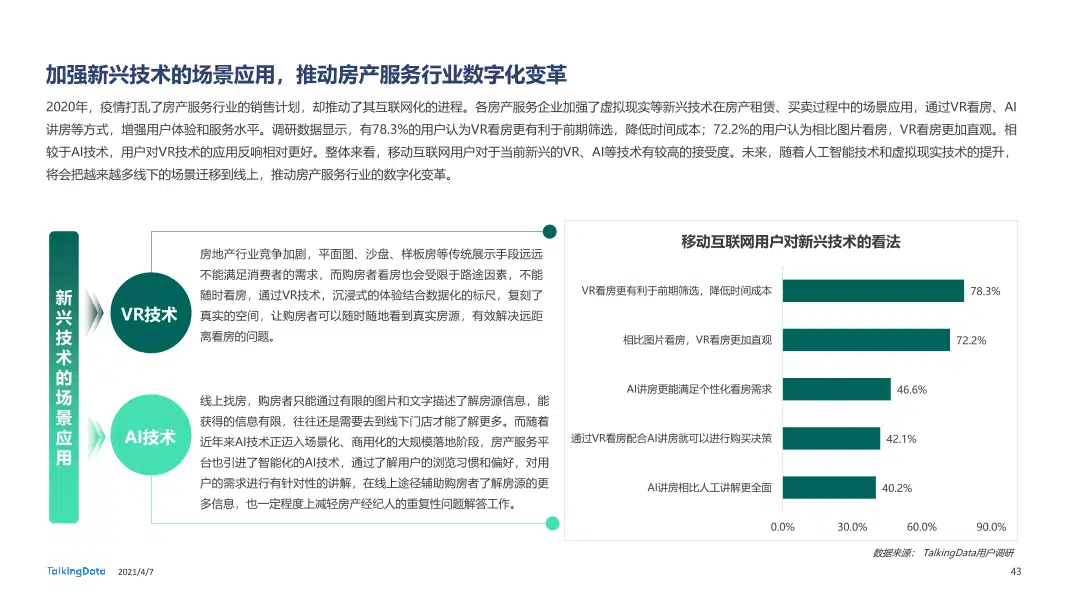 加强新兴技术的场景应用，推动房产服务行业数字化变革
2020年，疫情打乱了房产服务行业的销售计划，却推动了其互联网化的进程。各房产服务企业加强了虚拟现实等新兴技术在房产租赁、买卖过程中的场景应用，通过VR看房、AI
讲房等方式，增强用户体验和服务水平。调研数据显示，有78.3%的用户认为VR看房更有利于前期筛选，降低时间成本；72.2%的用户认为相比图片看房，VR看房更加直观。相
较于AI技术，用户对VR技术的应用反响相对更好。整体来看，移动互联网用户对于当前新兴的VR、AI等技术有较高的接受度。未来，随着人工智能技术和虚拟现实技术的提升，
将会把越来越多线下的场景迁移到线上，推动房产服务行业的数字化变革。
新兴技术的场景应用
VR技术
房地产行业竞争加剧，平面图、沙盘、样板房等传统展示手段远远
不能满足消费者的需求，而购房者看房也会受限于路途因素，不能
随时看房，通过VR技术，沉浸式的体验结合数据化的标尺，复刻了
真实的空间，让购房者可以随时随地看到真实房源，有效解决远距
离看房的问题。
AI技术
线上找房，购房者只能通过有限的图片和文字描述了解房源信息，能
获得的信息有限，往往还是需要去到线下门店才能了解更多。而随着
近年来AI技术正迈入场景化、商用化的大规模落地阶段，房产服务平
台也引进了智能化的AI技术，通过了解用户的浏览习惯和偏好，对用
户的需求进行有针对性的讲解，在线上途径辅助购房者了解房源的更
多信息，也一定程度上减轻房产经纪人的重复性问题解答工作。
移动互联网用户对新兴技术的看法
VR看房更有利于前期筛选，降低时间成本 78.3%
相比图片看房，VR看房更加直观 72.2%
AI讲房更能满足个性化看房需求 46.6%
通过VR看房配合AI讲房就可以进行购买决策 42.1%
AI讲房相比人工讲解更全面 40.2%
0.0% 30.0% 60.0% 90.0%
数据来源： TalkingData用户调研
TalkingData 2021/4/7
43